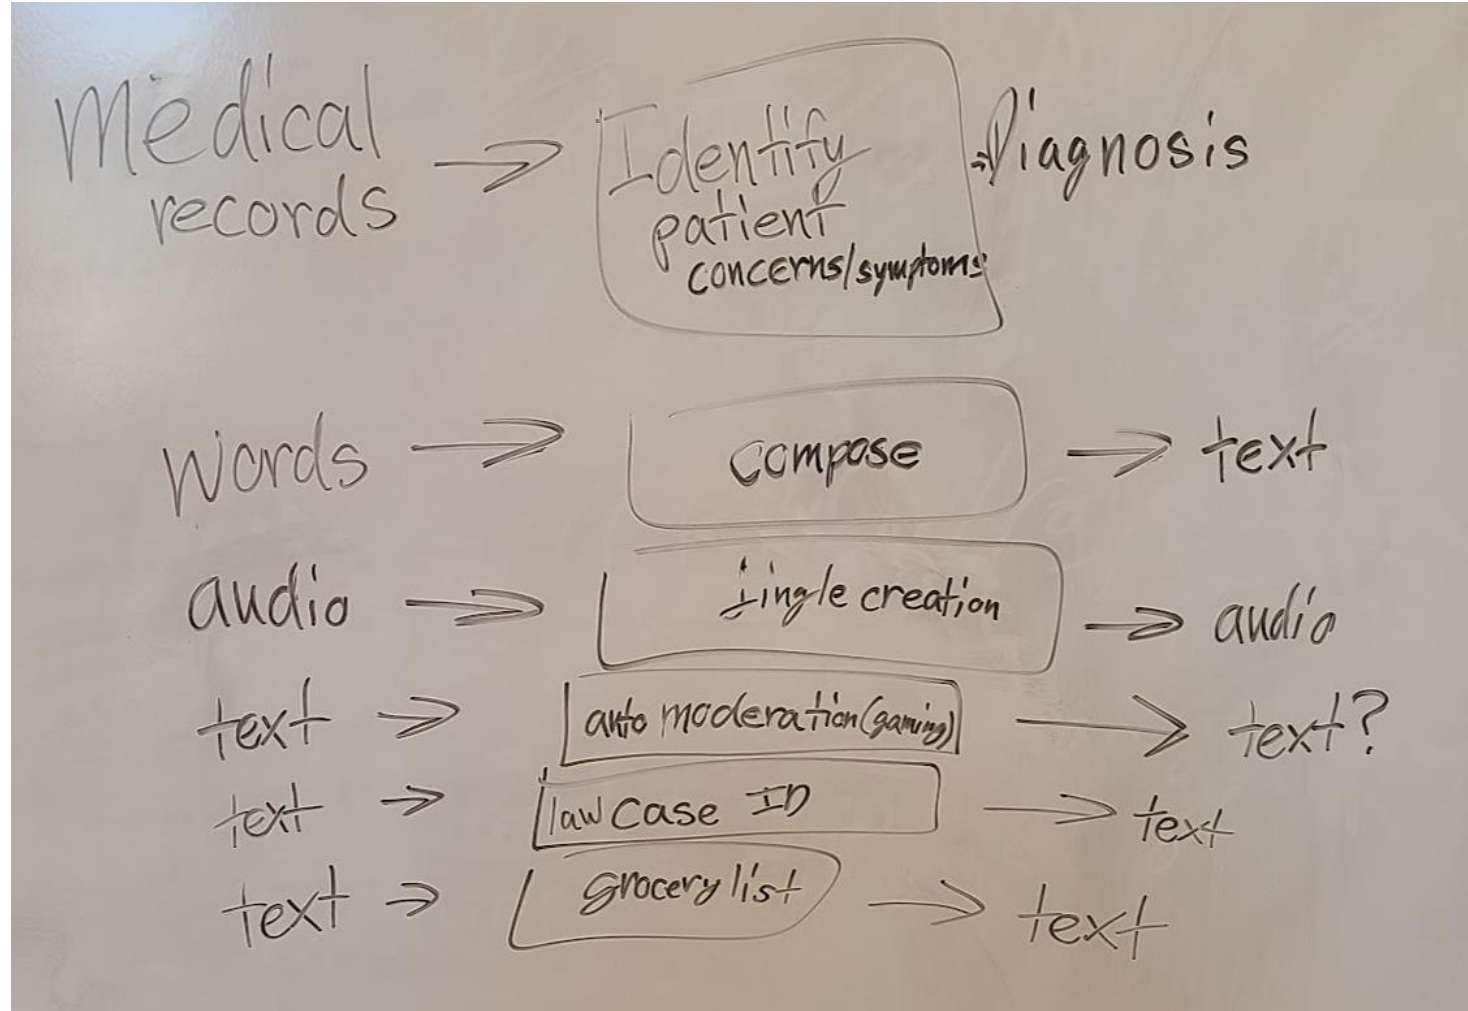 Medical
records → Identify
patient
concerns/symptoms → Diagnosis
words → compose → text
audio → jingle creation → audio
text → auto moderation (gaming) → text?
text → law case ID → text
text → grocery list → text